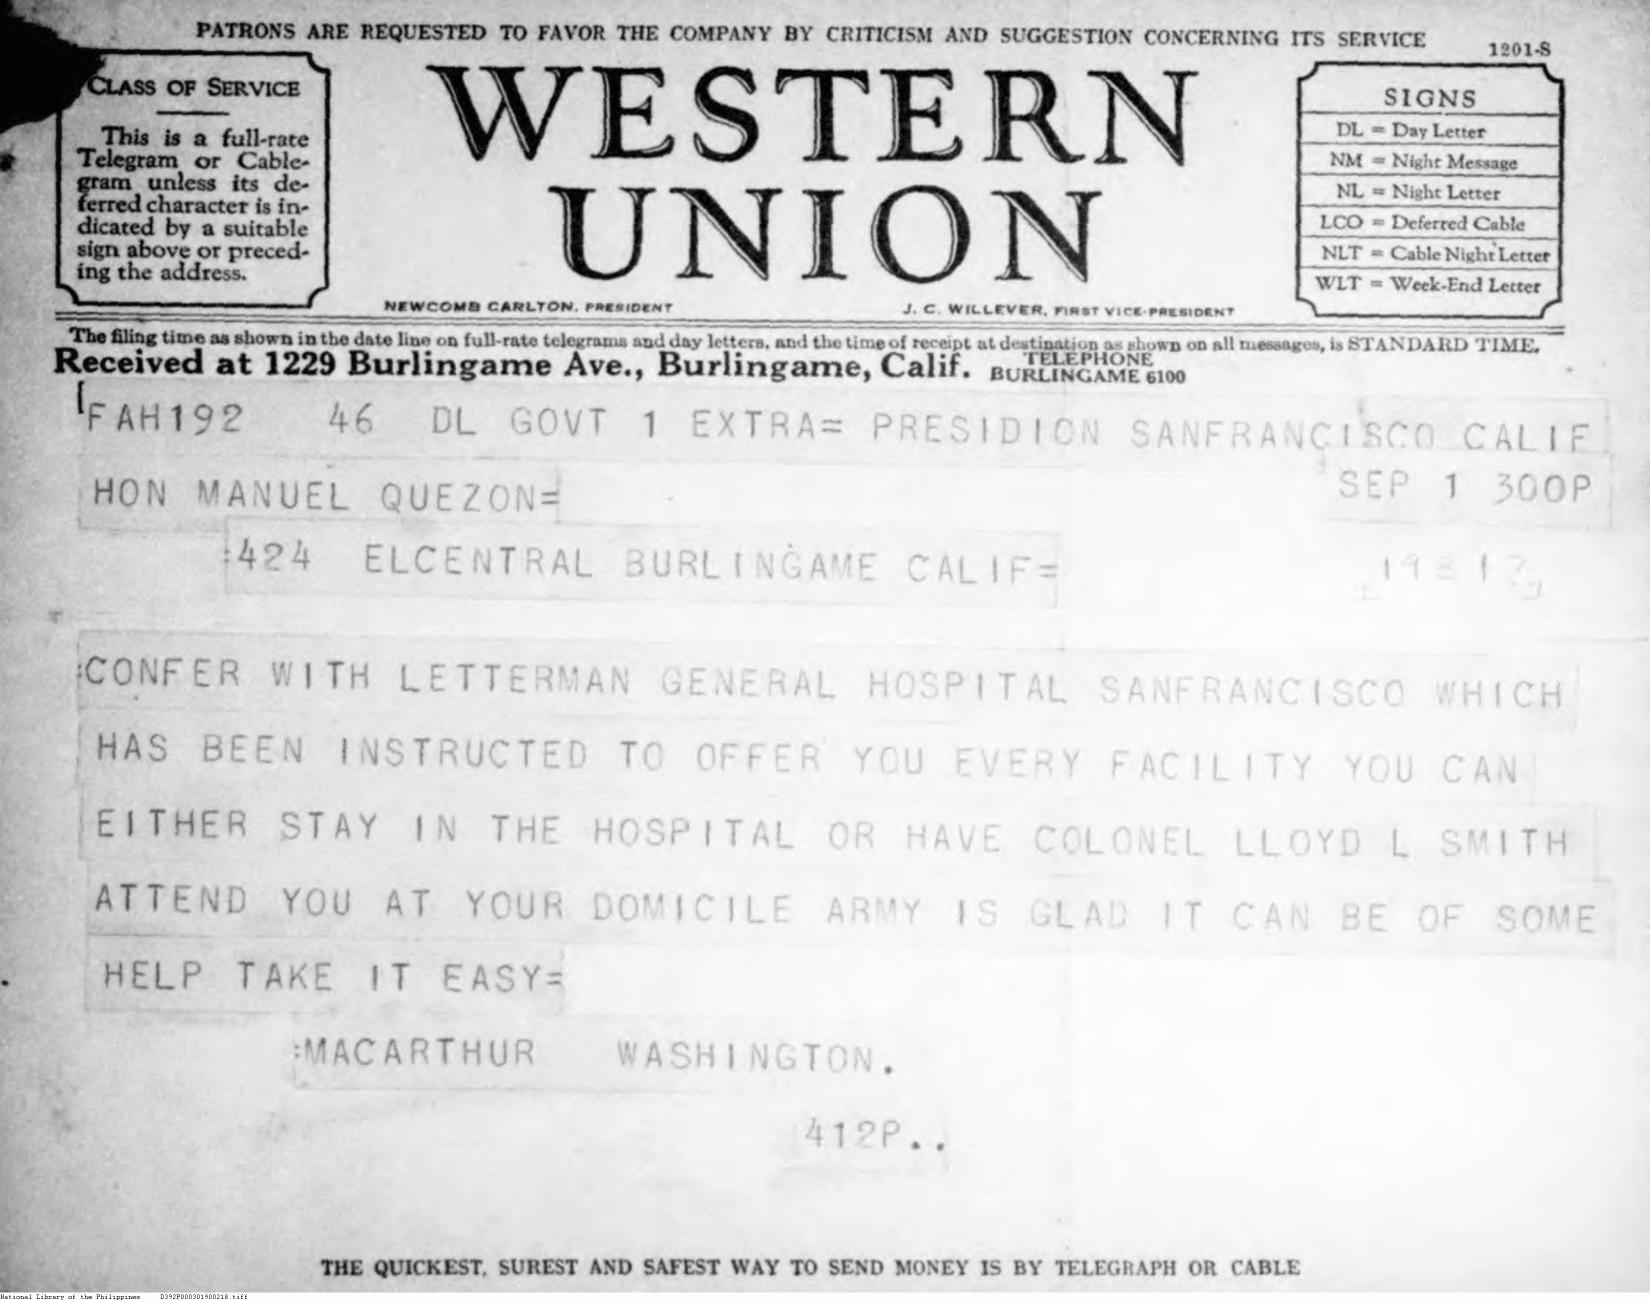 PATRONS ARE REQUESTED TO FAVOR THE COMPANY BY CRITICISM AND SUGGESTION CONCERNING ITS SERVICE
1201-S
CLASS OF SERVICE
This is a full-rate
Telegram or Cable-
gram unless its de-
ferred character is in-
dicated by a suitable
sign above or preced-
ing the address.
WESTERN
UNION
NEWCOMB CARLTON, PRESIDENT
J. C. WILLEVER, FIRST VICE-PRESIDENT
SIGNS
DL = Day Letter
NM = Night Message
NL = Night Letter
LCO = Deferred Cable
NLT = Cable Night Letter
WLT = Week-End Letter
The filing time as shown in the date line on full-rate telegrams and day letters, and the time of receipt at destination as shown on all messages, is STANDARD TIME.
Received at 1229 Burlingame Ave., Burlingame, Calif. TELEPHONE
BURLINGAME 6100
FAH192 46 DL GOVT 1 EXTRA= PRESIDION SANFRANCISCO CALIF
HON MANUEL QUEZON= SEP 1 300P
:424 ELCENTRAL BURLINGAME CALIF=
:CONFER WITH LETTERMAN GENERAL HOSPITAL SANFRANCISCO WHICH
HAS BEEN INSTRUCTED TO OFFER YOU EVERY FACILITY YOU CAN
EITHER STAY IN THE HOSPITAL OR HAVE COLONEL LLOYD L SMITH
ATTEND YOU AT YOUR DOMICILE ARMY IS GLAD IT CAN BE OF SOME
HELP TAKE IT EASY=
:MACARTHUR WASHINGTON.
412P..
THE QUICKEST, SUREST AND SAFEST WAY TO SEND MONEY IS BY TELEGRAPH OR CABLE
National Library of the Philippines D392P000301900218.tiff